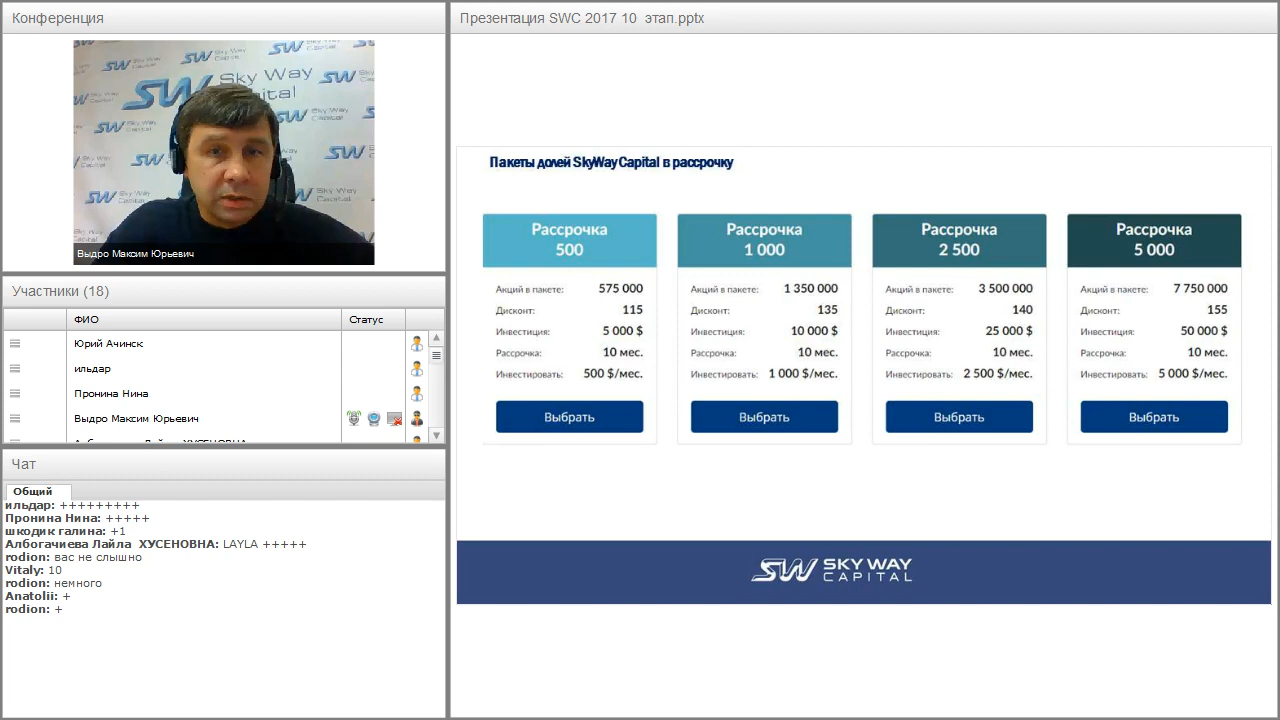 Конференция
SW Sky Way Capital
Выдро Максим Юрьевич
Участники (18)
ФИО Статус
Юрий Ачинск
ильдар
Пронина Нина
Выдро Максим Юрьевич
Чат
Общий
ильдар: +++++++++
Пронина Нина: +++++
шкодик галина: +1
Албогачиева Лайла ХУСЕНОВНА: LAYLA +++++
rodion: вас не слышно
Vitaly: 10
rodion: немного
Anatolii: +
rodion: +
Презентация SWC 2017 10 этап.pptx
Пакеты долей SkyWay Capital в рассрочку
Рассрочка
500
Акций в пакете: 575 000
Дисконт: 115
Инвестиция: 5 000 $
Рассрочка: 10 мес.
Инвестировать: 500 $/мес.
Выбрать
Рассрочка
1 000
Акций в пакете: 1 350 000
Дисконт: 135
Инвестиция: 10 000 $
Рассрочка: 10 мес.
Инвестировать: 1 000 $/мес.
Выбрать
Рассрочка
2 500
Акций в пакете: 3 500 000
Дисконт: 140
Инвестиция: 25 000 $
Рассрочка: 10 мес.
Инвестировать: 2 500 $/мес.
Выбрать
Рассрочка
5 000
Акций в пакете: 7 750 000
Дисконт: 155
Инвестиция: 50 000 $
Рассрочка: 10 мес.
Инвестировать: 5 000 $/мес.
Выбрать
SW SKY WAY
CAPITAL